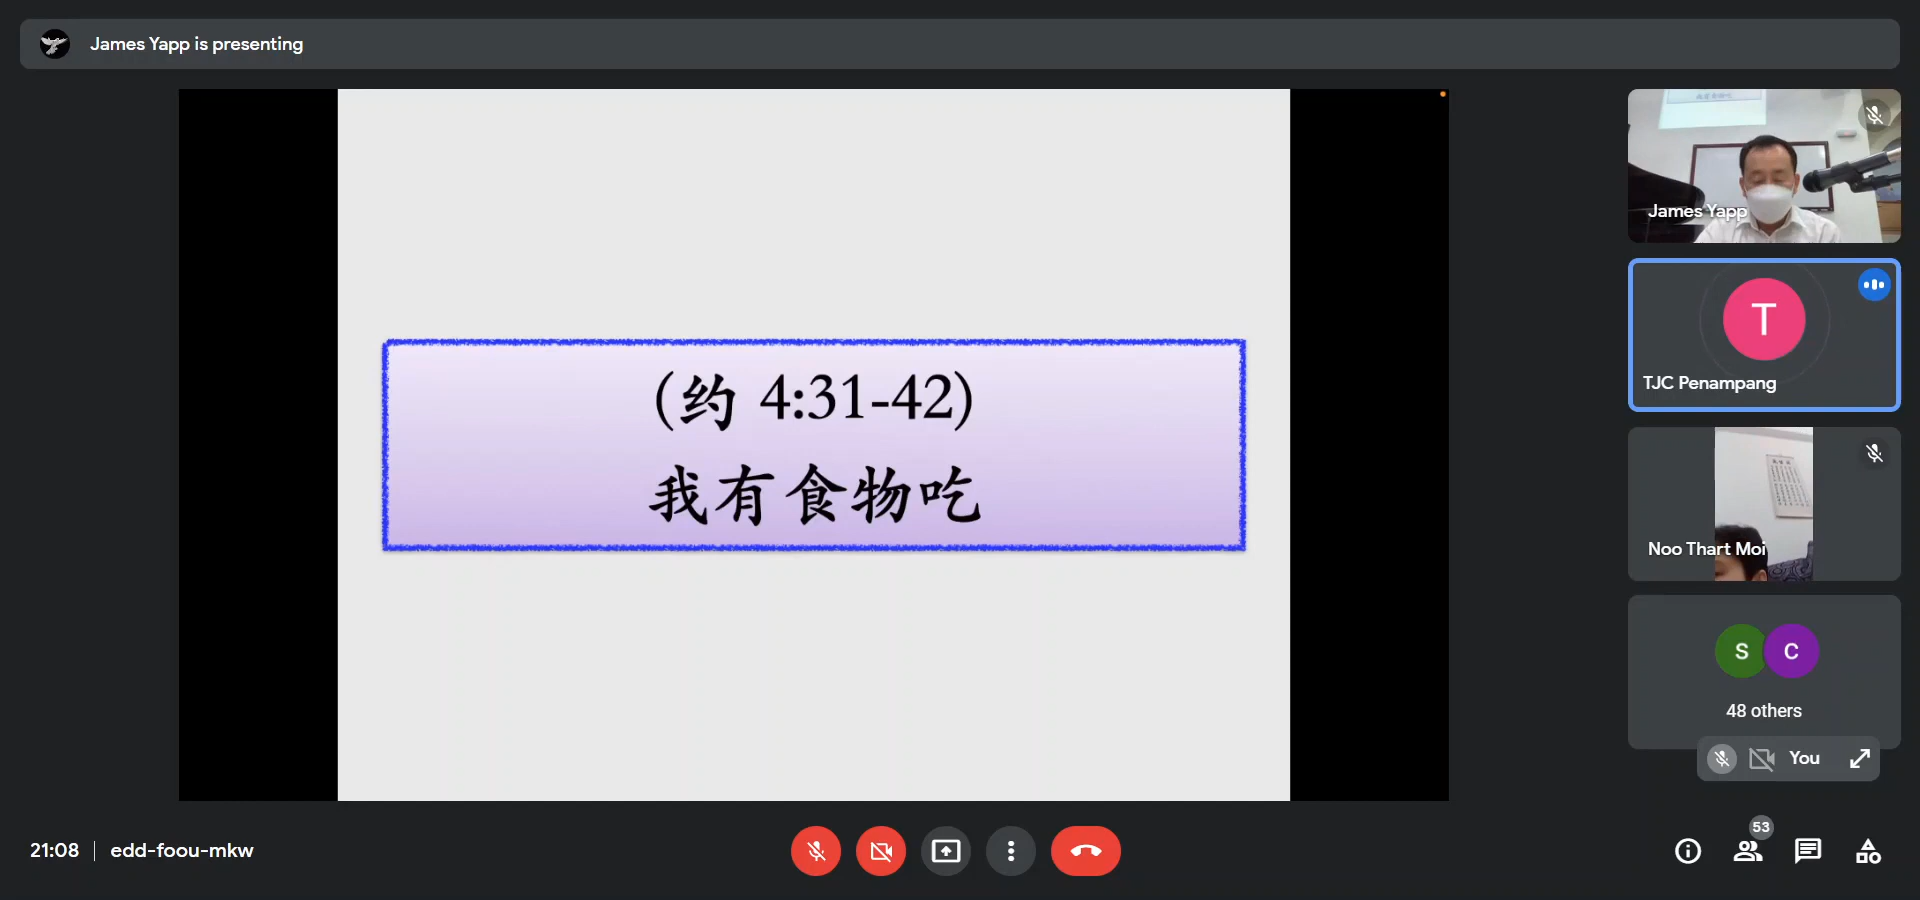 James Yapp is presenting
(约 4:31-42)
我有食物吃
James Yapp
T
TJC Penampang
Noo Thart Moi
S C
48 others
You
21:08 | edd-foou-mkw
53